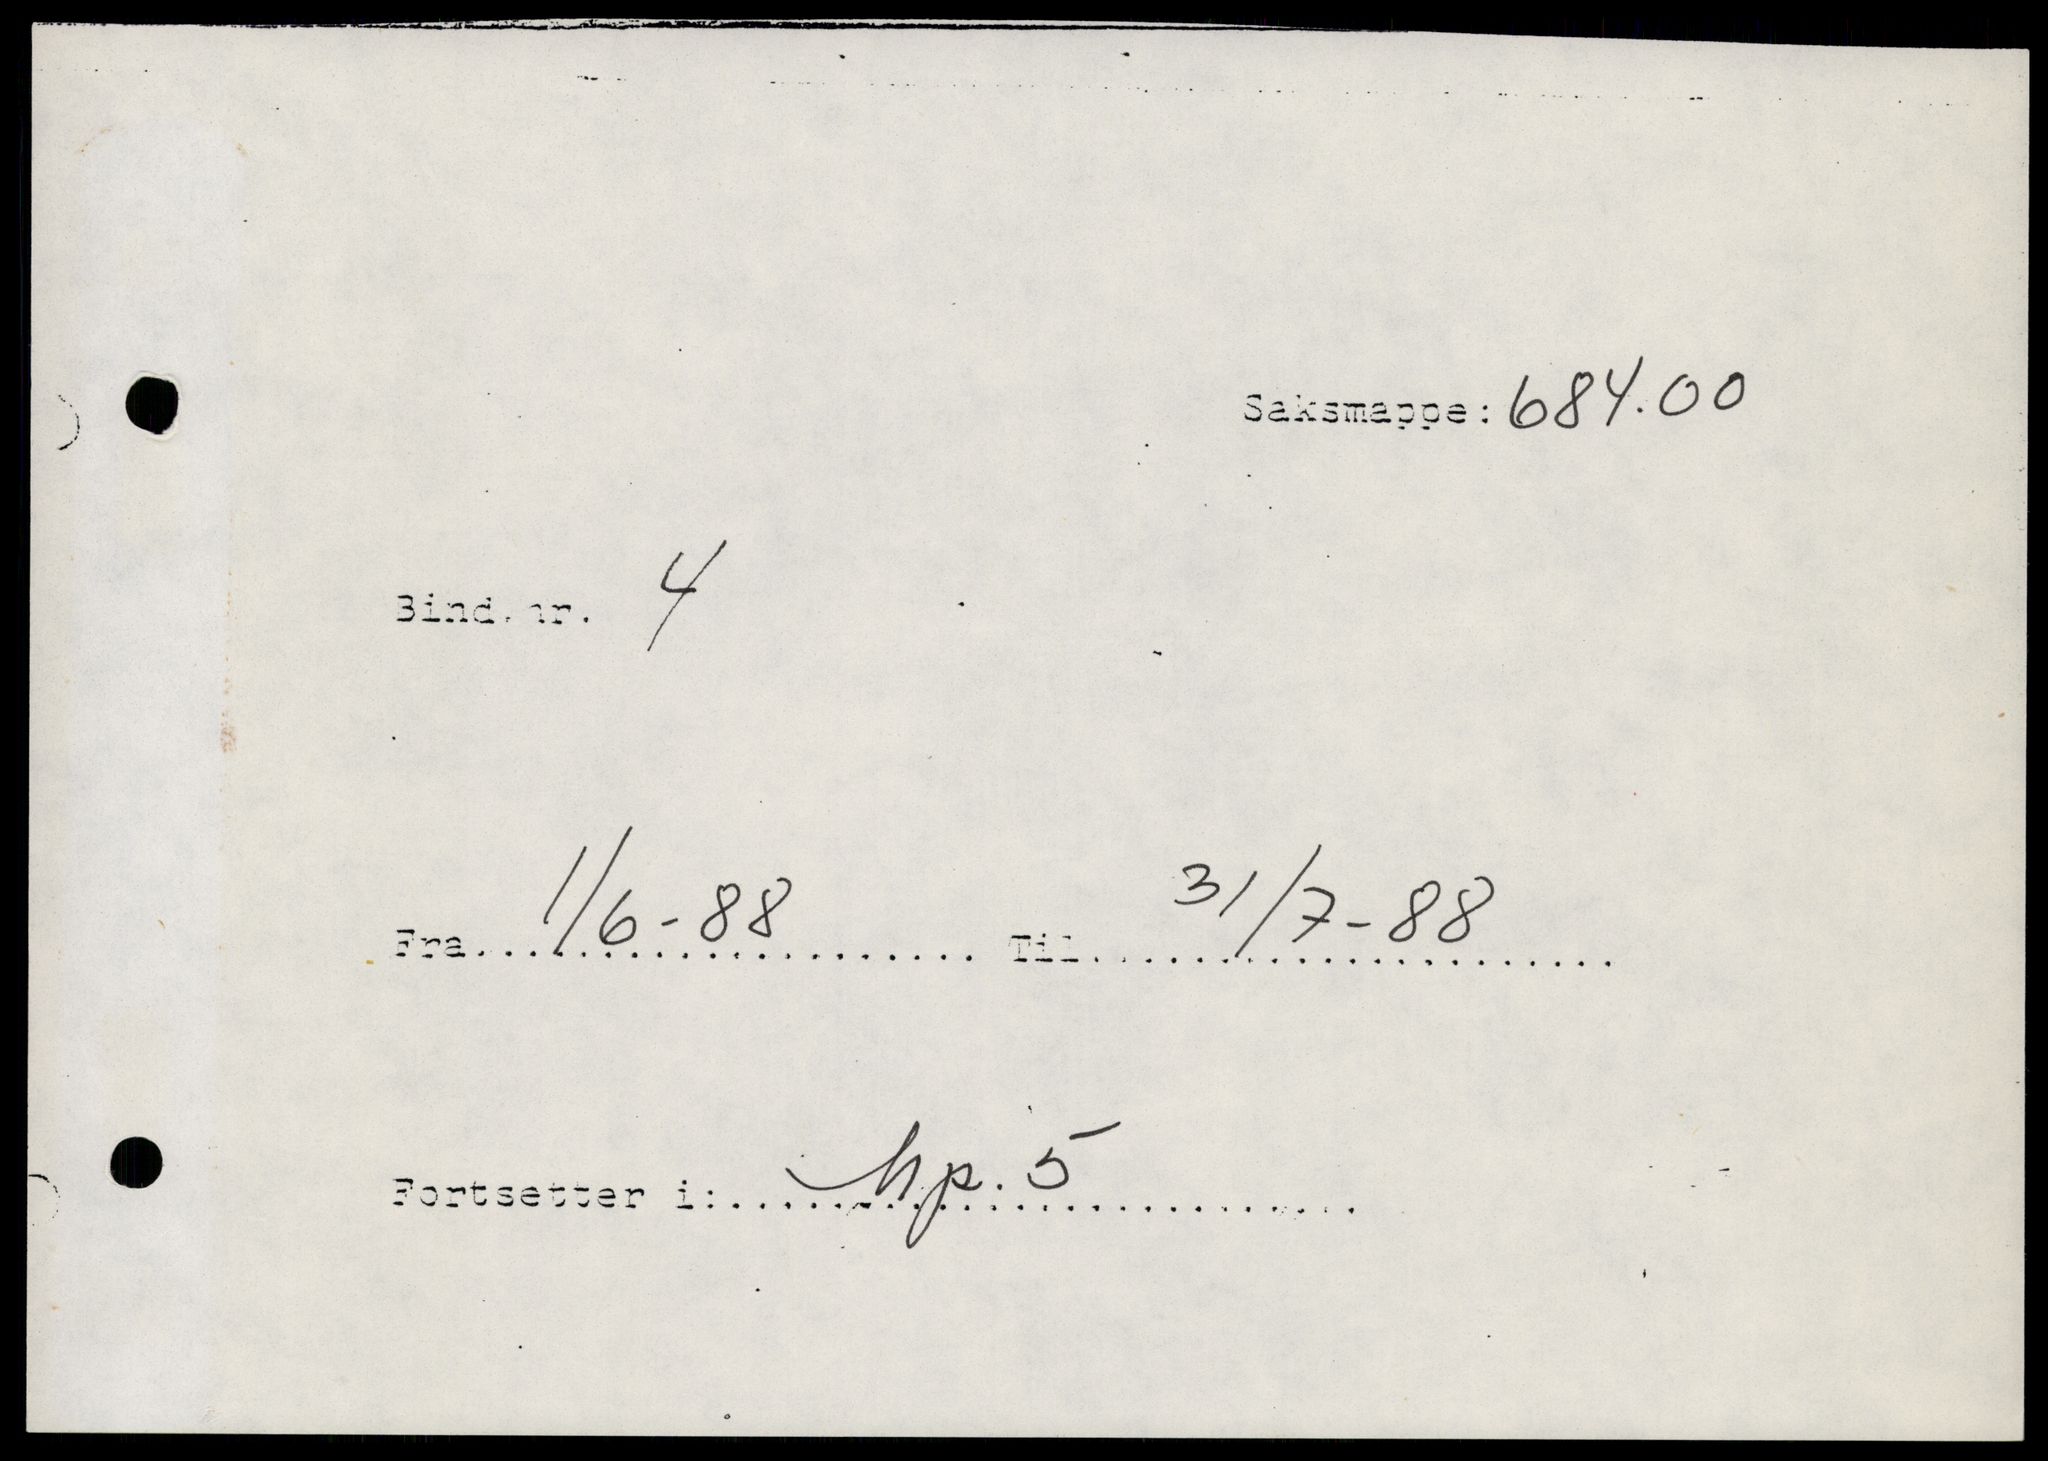 Saksmappe: 684.00
Bind.nr. 4
Fra 1/6-88 Til 31/7-88
Fortsetter i: Mp. 5